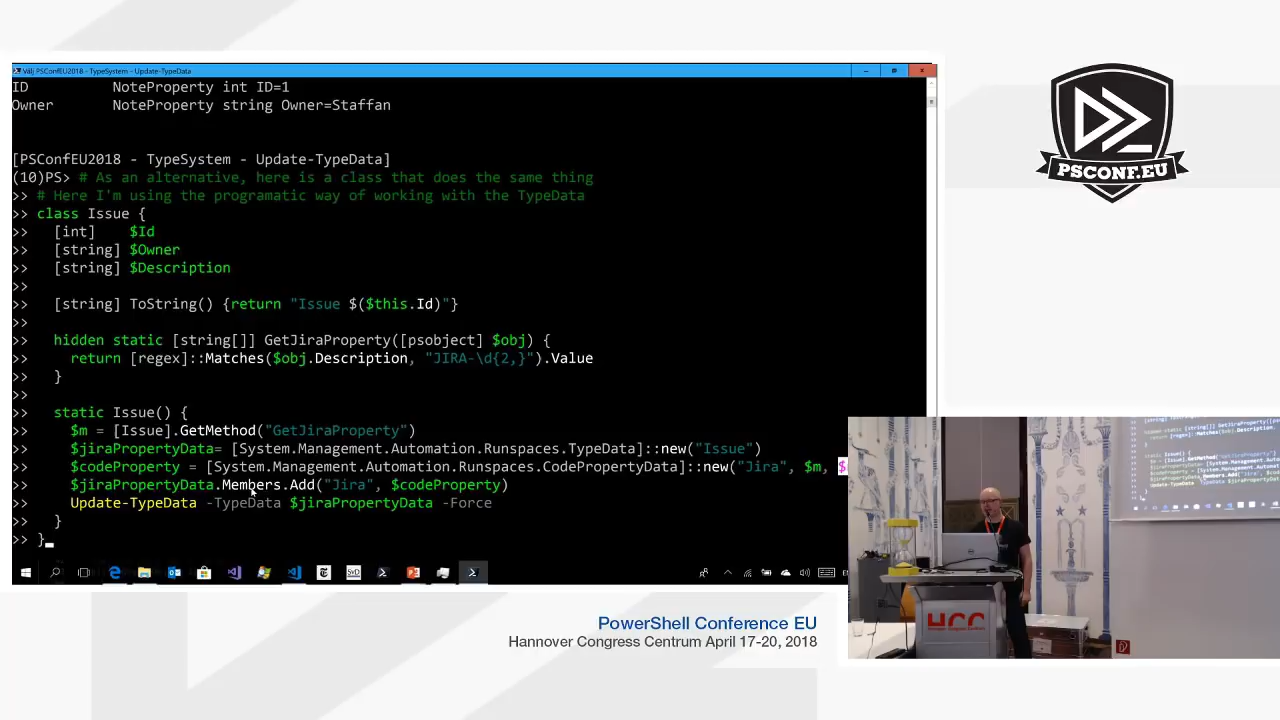 Välj PSConfEU2018 - TypeSystem - Update-TypeData
ID          NoteProperty int ID=1
Owner       NoteProperty string Owner=Staffan
[PSConfEU2018 - TypeSystem - Update-TypeData]
(10)PS> # As an alternative, here is a class that does the same thing
>> # Here I'm using the programatic way of working with the TypeData
>> class Issue {
>>   [int]    $Id
>>   [string] $Owner
>>   [string] $Description
>>
>>   [string] ToString() {return "Issue $($this.Id)"}
>>
>>   hidden static [string[]] GetJiraProperty([psobject] $obj) {
>>     return [regex]::Matches($obj.Description, "JIRA-\d{2,}").Value
>>   }
>>
>>   static Issue() {
>>     $m = [Issue].GetMethod("GetJiraProperty")
>>     $jiraPropertyData= [System.Management.Automation.Runspaces.TypeData]::new("Issue")
>>     $codeProperty = [System.Management.Automation.Runspaces.CodePropertyData]::new("Jira", $m, $
>>     $jiraPropertyData.Members.Add("Jira", $codeProperty)
>>     Update-TypeData -TypeData $jiraPropertyData -Force
>>   }
>> }
PSCONF.EU
HCC
PowerShell Conference EU
Hannover Congress Centrum April 17-20, 2018